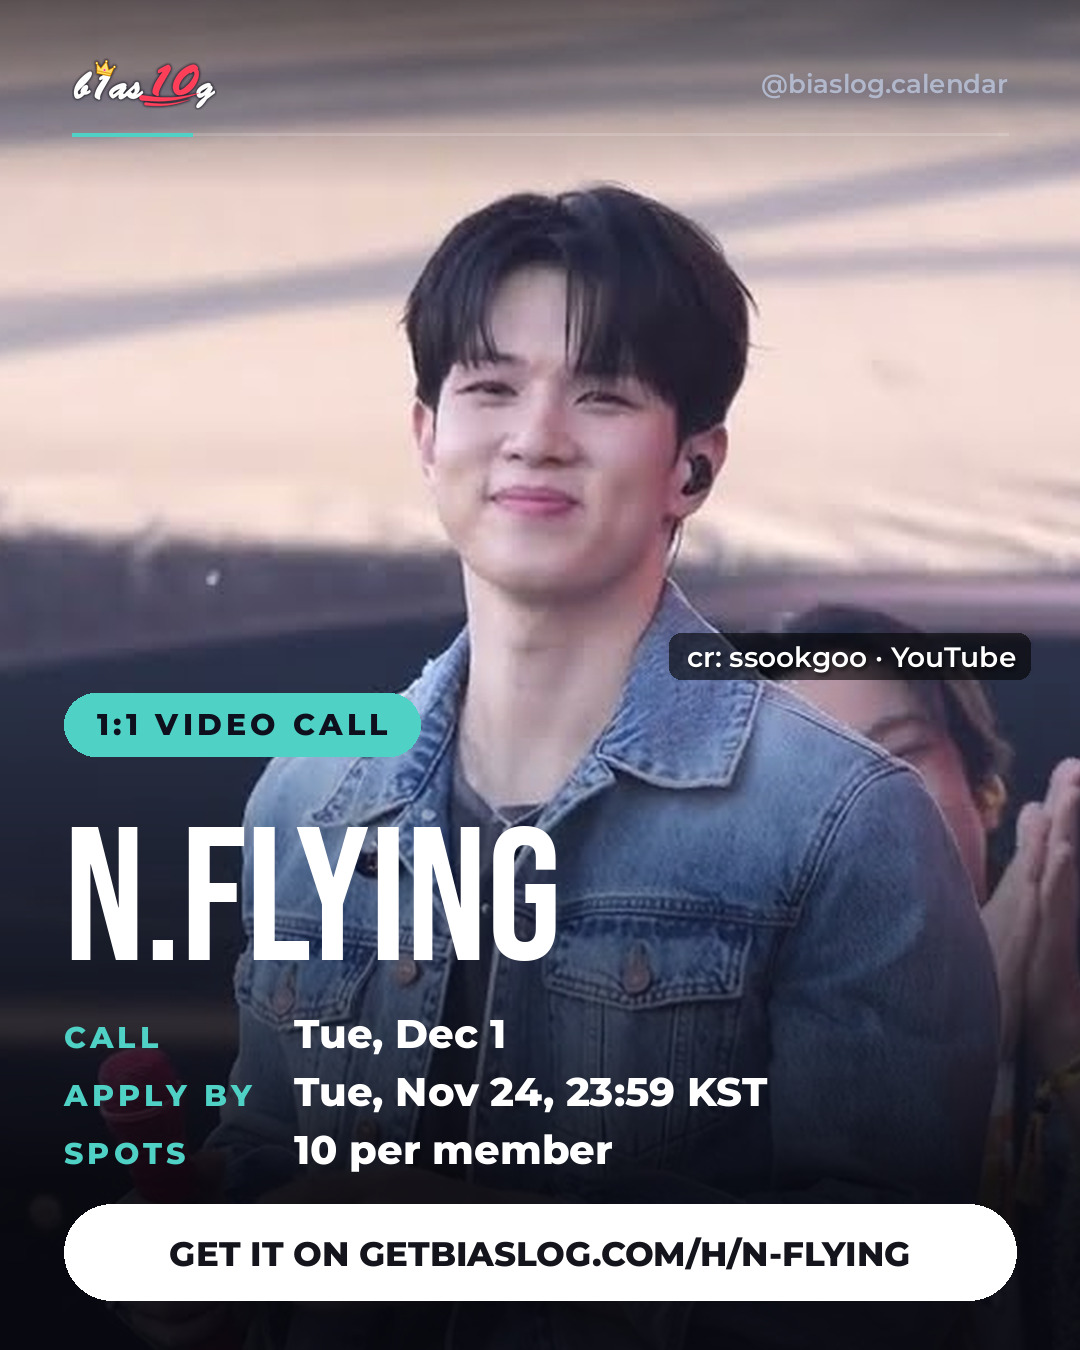 b1as10g
@biaslog.calendar
cr: ssookgoo · YouTube
1:1 VIDEO CALL
N.FLYING
CALL Tue, Dec 1
APPLY BY Tue, Nov 24, 23:59 KST
SPOTS 10 per member
GET IT ON GETBIASLOG.COM/H/N-FLYING